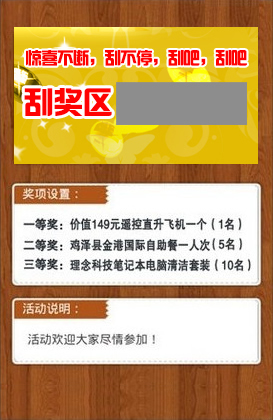 惊喜不断，刮不停，刮吧，刮吧
刮奖区
奖项设置：
一等奖：价值149元遥控直升飞机一个（1名）
二等奖：鸡泽县金港国际自助餐一人次（5名）
三等奖：理念科技笔记本电脑清洁套装（10名）
活动说明：
活动欢迎大家尽情参加！